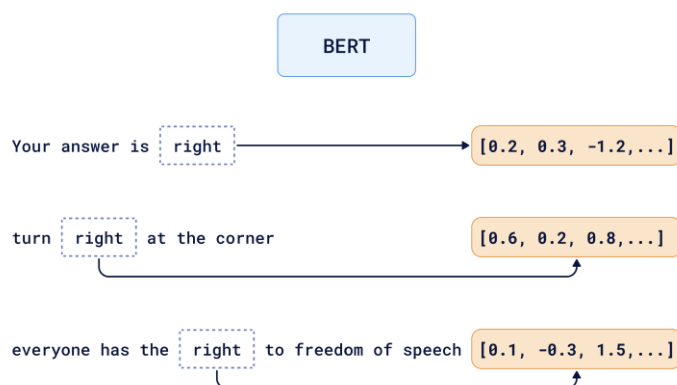 BERT
Your answer is right [0.2, 0.3, -1.2,...]
turn right at the corner [0.6, 0.2, 0.8,...]
everyone has the right to freedom of speech [0.1, -0.3, 1.5,...]